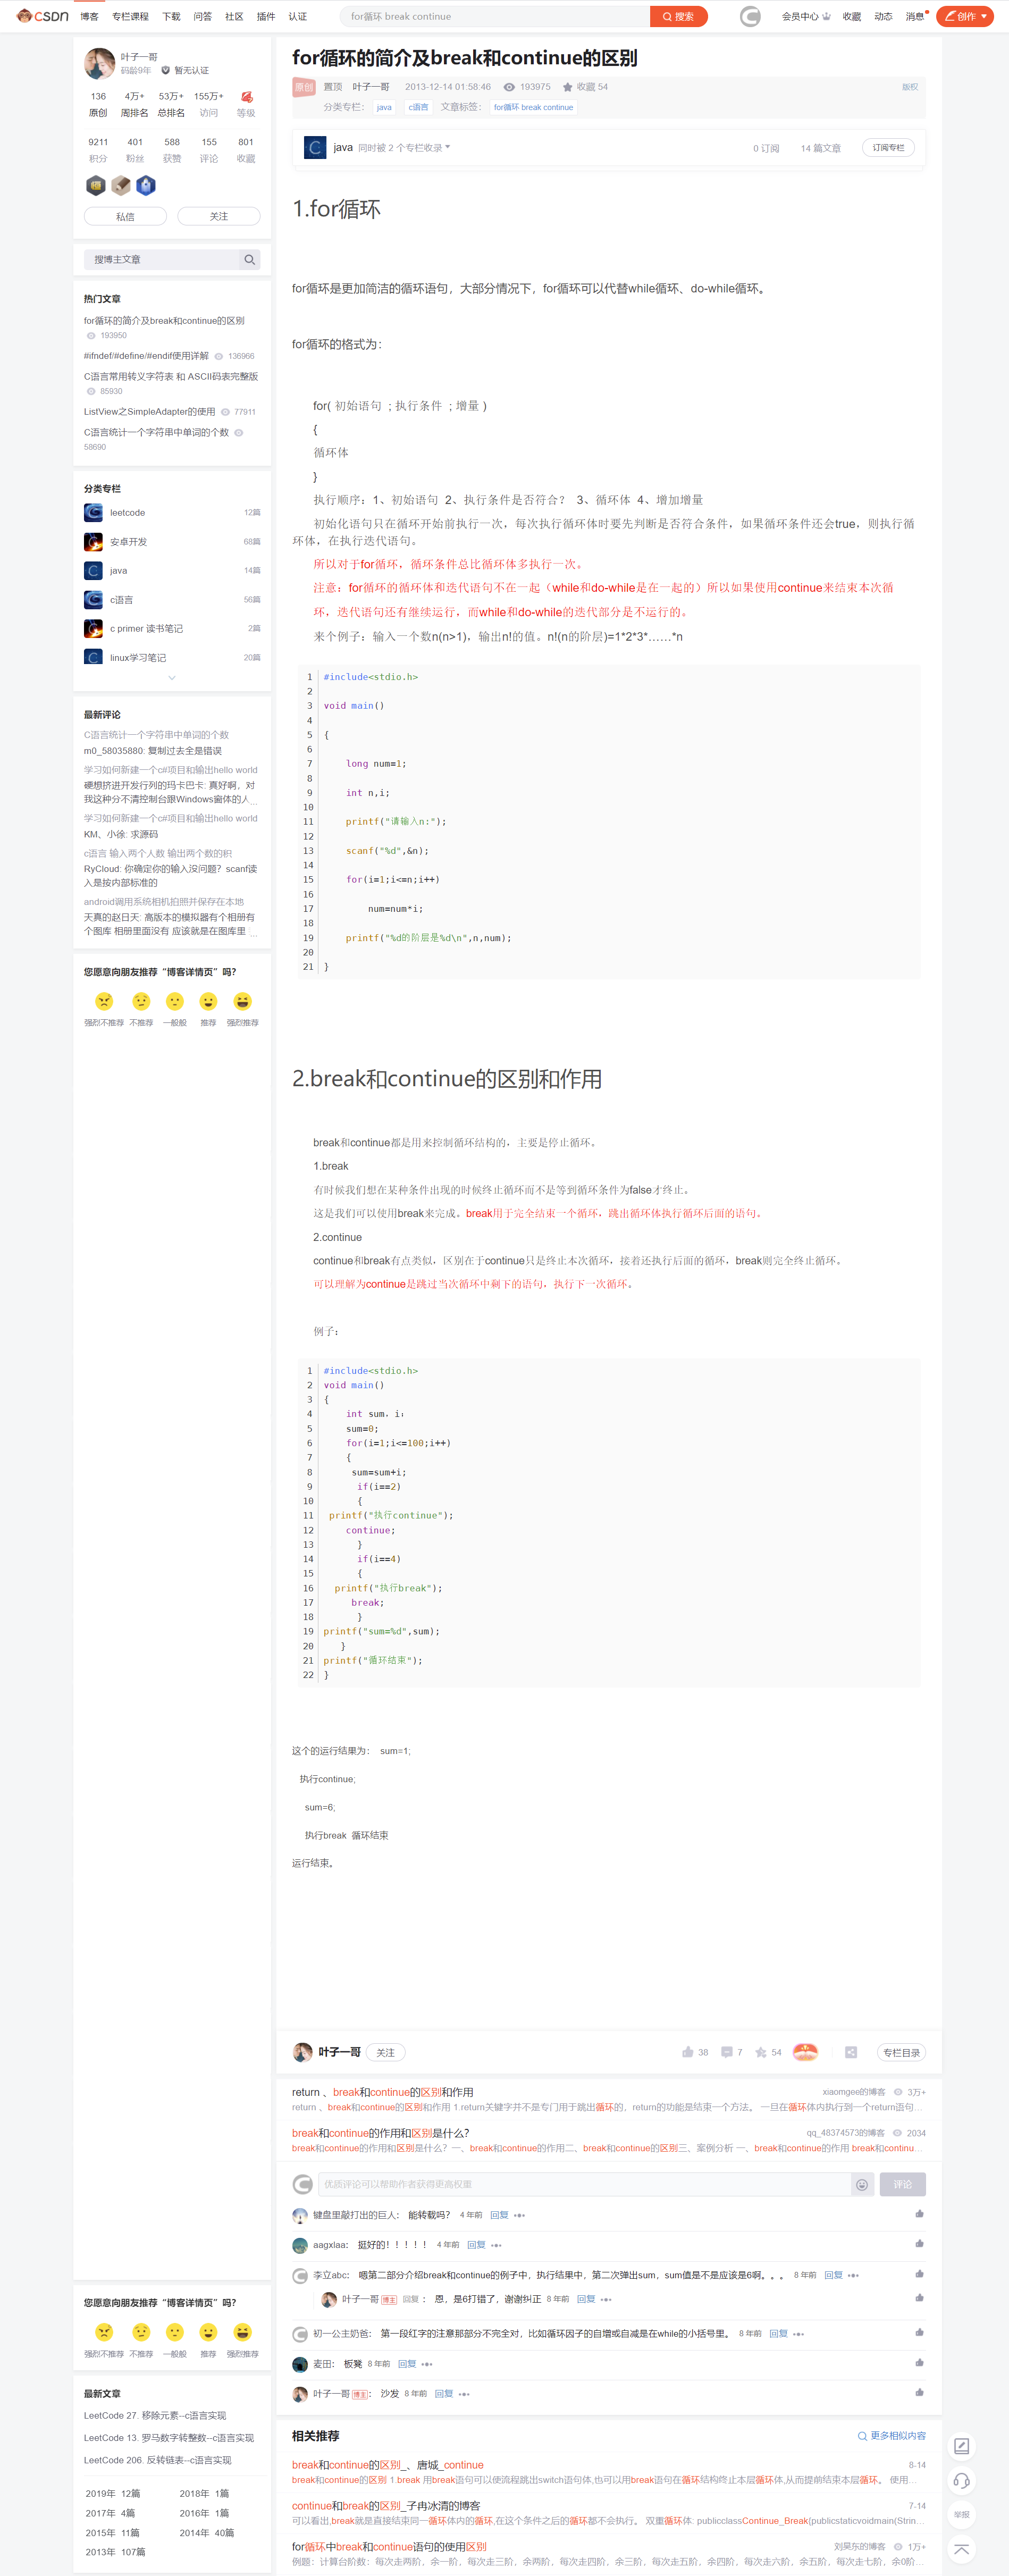 CSDN 博客 专栏课程 下载 问答 社区 插件 认证 for循环 break continue 搜索 会员中心 收藏 动态 消息 创作
叶子一哥
码龄9年 暂无认证
136 4万+ 53万+ 155万+
原创 周排名 总排名 访问 等级
9211 401 588 155 801
积分 粉丝 获赞 评论 收藏
私信 关注
搜博主文章
热门文章
for循环的简介及break和continue的区别
193950
#ifndef/#define/#endif使用详解 136966
C语言常用转义字符表 和 ASCII码表完整版
85930
ListView之SimpleAdapter的使用 77911
C语言统计一个字符串中单词的个数
58690
分类专栏
leetcode 12篇
安卓开发 68篇
java 14篇
c语言 56篇
c primer 读书笔记 2篇
linux学习笔记 20篇
最新评论
C语言统计一个字符串中单词的个数
m0_58035880: 复制过去全是错误
学习如何新建一个c#项目和输出hello world
硬想挤进开发行列的玛卡巴卡: 真好啊，对
我这种分不清控制台跟Windows窗体的人...
学习如何新建一个c#项目和输出hello world
KM、小徐: 求源码
c语言 输入两个人数 输出两个数的积
RyCloud: 你确定你的输入没问题？scanf读
入是按内部标准的
android调用系统相机拍照并保存在本地
天真的赵日天: 高版本的模拟器有个相册有
个图库 相册里面没有 应该就是在图库里 ...
您愿意向朋友推荐“博客详情页”吗？
强烈不推荐 不推荐 一般般 推荐 强烈推荐
for循环的简介及break和continue的区别
原创 置顶 叶子一哥 2013-12-14 01:58:46 193975 收藏 54 版权
分类专栏： java c语言 文章标签： for循环 break continue
java 同时被 2 个专栏收录 0 订阅 14 篇文章 订阅专栏
1.for循环
for循环是更加简洁的循环语句，大部分情况下，for循环可以代替while循环、do-while循环。
for循环的格式为：
for( 初始语句 ; 执行条件 ; 增量 )
{
循环体
}
执行顺序：1、初始语句 2、执行条件是否符合？ 3、循环体 4、增加增量
初始化语句只在循环开始前执行一次，每次执行循环体时要先判断是否符合条件，如果循环条件还会true，则执行循
环体，在执行迭代语句。
所以对于for循环，循环条件总比循环体多执行一次。
注意：for循环的循环体和迭代语句不在一起（while和do-while是在一起的）所以如果使用continue来结束本次循
环，迭代语句还有继续运行，而while和do-while的迭代部分是不运行的。
来个例子：输入一个数n(n>1)，输出n!的值。n!(n的阶层)=1*2*3*……*n
1 #include<stdio.h>
2
3 void main()
4
5 {
6
7 long num=1;
8
9 int n,i;
10
11 printf("请输入n:");
12
13 scanf("%d",&n);
14
15 for(i=1;i<=n;i++)
16
17 num=num*i;
18
19 printf("%d的阶层是%d\n",n,num);
20
21 }
2.break和continue的区别和作用
break和continue都是用来控制循环结构的，主要是停止循环。
1.break
有时候我们想在某种条件出现的时候终止循环而不是等到循环条件为false才终止。
这是我们可以使用break来完成。break用于完全结束一个循环，跳出循环体执行循环后面的语句。
2.continue
continue和break有点类似，区别在于continue只是终止本次循环，接着还执行后面的循环，break则完全终止循环。
可以理解为continue是跳过当次循环中剩下的语句，执行下一次循环。
例子：
1 #include<stdio.h>
2 void main()
3 {
4 int sum，i；
5 sum=0;
6 for(i=1;i<=100;i++)
7 {
8 sum=sum+i;
9 if(i==2)
10 {
11 printf("执行continue");
12 continue;
13 }
14 if(i==4)
15 {
16 printf("执行break");
17 break;
18 }
19 printf("sum=%d",sum);
20 }
21 printf("循环结束");
22 }
这个的运行结果为： sum=1;
执行continue;
sum=6;
执行break 循环结束
运行结束。
叶子一哥 关注 38 7 54 专栏目录
return 、break和continue的区别和作用 xiaomgee的博客 3万+
return 、break和continue的区别和作用 1.return关键字并不是专门用于跳出循环的，return的功能是结束一个方法。 一旦在循环体内执行到一个return语句...
break和continue的作用和区别是什么? qq_48374573的博客 2034
break和continue的作用和区别是什么？一、break和continue的作用二、break和continue的区别三、案例分析 一、break和continue的作用 break和continu...
优质评论可以帮助作者获得更高权重 评论
键盘里敲打出的巨人： 能转载吗？ 4 年前 回复
aagxiaa： 挺好的！！！！！ 4 年前 回复
李立abc： 哦第二部分介绍break和continue的例子中，执行结果中，第二次弹出sum，sum值是不是应该是6啊。。。 8 年前 回复
叶子一哥 博主 回复： 恩，是6打错了，谢谢纠正 8 年前 回复
初一公主奶爸： 第一段红字的注意那部分不完全对，比如循环因子的自增或自减是在while的小括号里。 8 年前 回复
麦田： 板凳 8 年前 回复
叶子一哥 博主： 沙发 8 年前 回复
相关推荐 更多相似内容
break和continue的区别_、唐城_continue 8-14
break和continue的区别 1.break 用break语句可以使流程跳出switch语句体,也可以用break语句在循环结构终止本层循环体,从而提前结束本层循环。 使用...
continue和break的区别_子冉冰清的博客 7-14
可以看出,break就是直接结束同一循环体内的循环,在这个条件之后的循环都不会执行。 双重循环体: publicclassContinue_Break{publicstaticvoidmain(Strin...
for循环中break和continue语句的使用区别 刘昊东的博客 1万+
例题：计算台阶数：每次走两阶，余一阶，每次走三阶，余两阶，每次走四阶，余三阶，每次走五阶，余四阶，每次走六阶，余五阶，每次走七阶，余0阶...
您愿意向朋友推荐“博客详情页”吗？
强烈不推荐 不推荐 一般般 推荐 强烈推荐
最新文章
LeetCode 27. 移除元素--c语言实现
LeetCode 13. 罗马数字转整数--c语言实现
LeetCode 206. 反转链表--c语言实现
2019年 12篇 2018年 1篇
2017年 4篇 2016年 1篇
2015年 11篇 2014年 40篇
2013年 107篇
举报